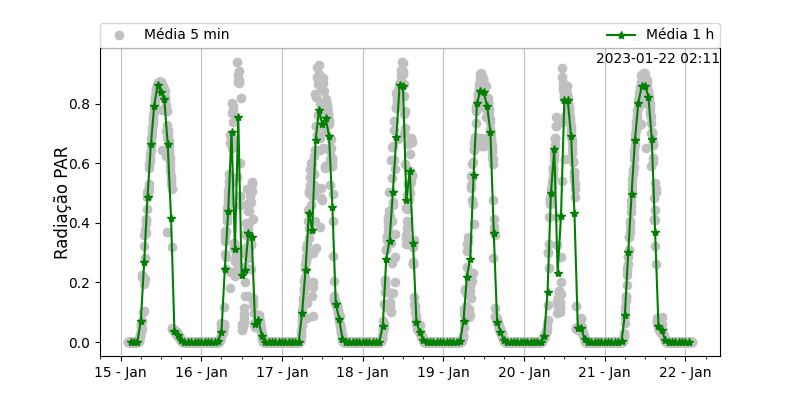 Média 5 min
Média 1 h
2023-01-22 02:11
Radiação PAR
0.8
0.6
0.4
0.2
0.0
15 - Jan
16 - Jan
17 - Jan
18 - Jan
19 - Jan
20 - Jan
21 - Jan
22 - Jan